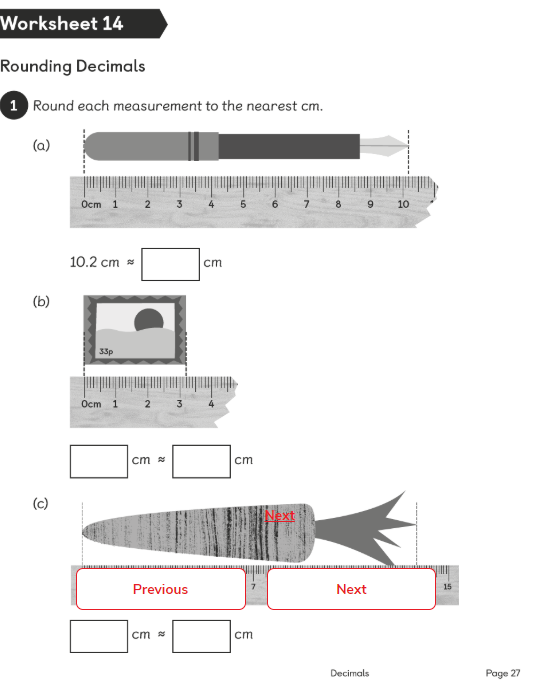 Worksheet 14
Rounding Decimals
1 Round each measurement to the nearest cm.
(a)
0cm 1 2 3 4 5 6 7 8 9 10
10.2 cm ≈ cm
(b)
33p
0cm 1 2 3 4
cm ≈ cm
(c)
Next
Previous 7 Next 15
cm ≈ cm
Decimals Page 27